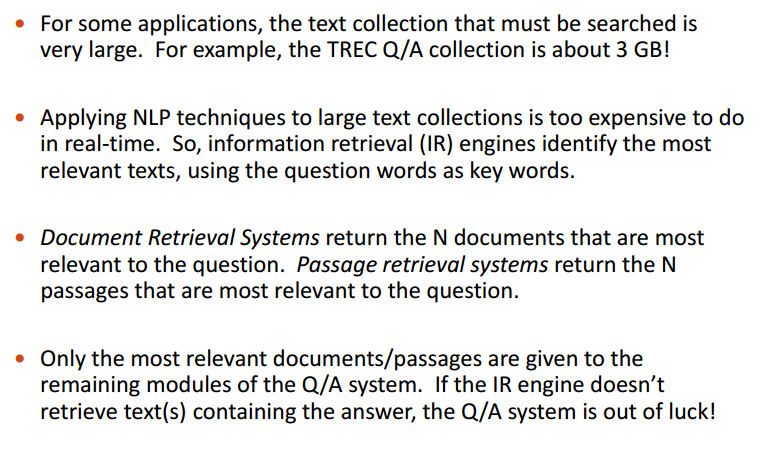 • For some applications, the text collection that must be searched is
very large.  For example, the TREC Q/A collection is about 3 GB!
• Applying NLP techniques to large text collections is too expensive to do
in real-time.  So, information retrieval (IR) engines identify the most
relevant texts, using the question words as key words.
• Document Retrieval Systems return the N documents that are most
relevant to the question.  Passage retrieval systems return the N
passages that are most relevant to the question.
• Only the most relevant documents/passages are given to the
remaining modules of the Q/A system.  If the IR engine doesn’t
retrieve text(s) containing the answer, the Q/A system is out of luck!